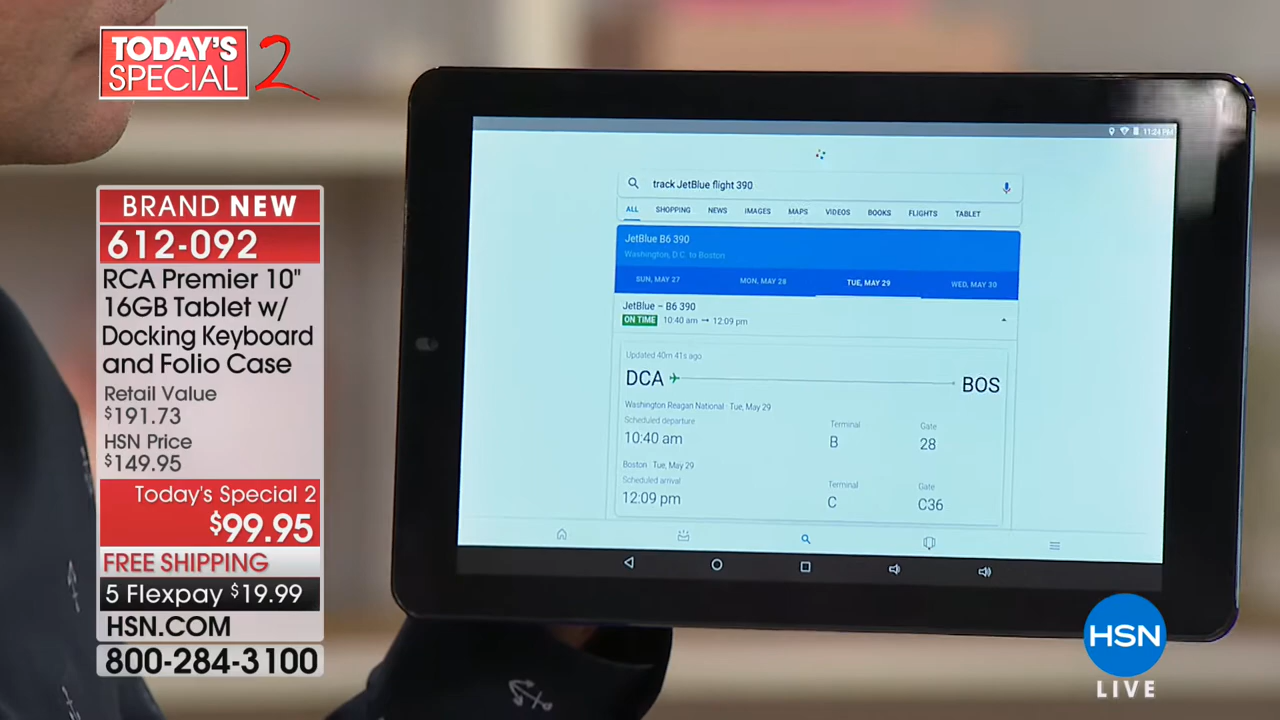 TODAY'S
SPECIAL 2
BRAND NEW
612-092
RCA Premier 10"
16GB Tablet w/
Docking Keyboard
and Folio Case
Retail Value
$191.73
HSN Price
$149.95
Today's Special 2
$99.95
FREE SHIPPING
5 Flexpay $19.99
HSN.COM
800-284-3100
11:24 PM
track JetBlue flight 390
ALL SHOPPING NEWS IMAGES MAPS VIDEOS BOOKS FLIGHTS TABLET
JetBlue B6 390
Washington, D.C. to Boston
SUN, MAY 27 MON, MAY 28 TUE, MAY 29 WED, MAY 30
JetBlue – B6 390
ON TIME 10:40 am → 12:09 pm
Updated 40m 41s ago
DCA BOS
Washington Reagan National · Tue, May 29
Scheduled departure Terminal Gate
10:40 am B 28
Boston · Tue, May 29
Scheduled arrival Terminal Gate
12:09 pm C C36
HSN
LIVE